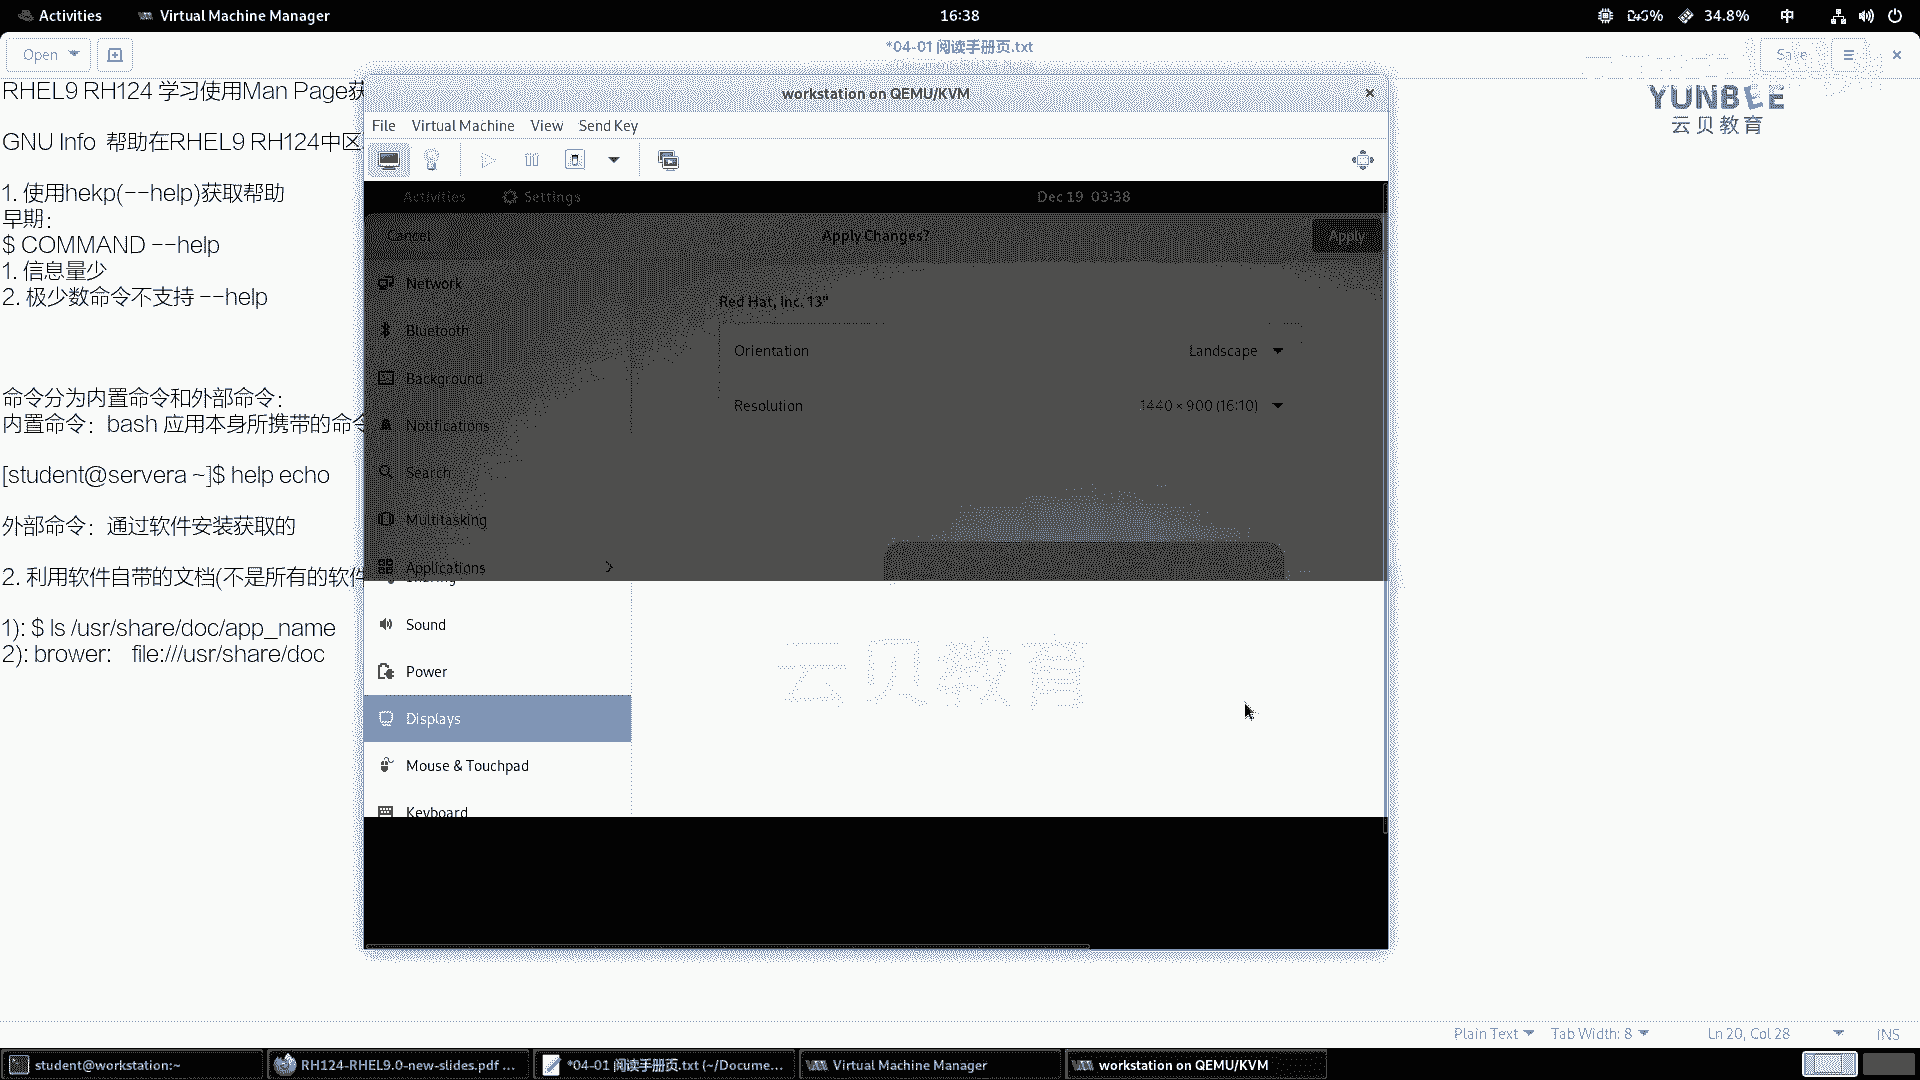 Activities Virtual Machine Manager 16:38 34.8% 中
Open *04-01 阅读手册页.txt Save
RHEL9 RH124 学习使用Man Page获
GNU Info 帮助在RHEL9 RH124中区
1. 使用hekp(--help)获取帮助
早期：
$ COMMAND --help
1. 信息量少
2. 极少数命令不支持 --help
命令分为内置命令和外部命令：
内置命令：bash 应用本身所携带的命令
[student@servera ~]$ help echo
外部命令：通过软件安装获取的
2. 利用软件自带的文档(不是所有的软件
1): $ ls /usr/share/doc/app_name
2): brower: file:///usr/share/doc
YUNBEE
云贝教育
workstation on QEMU/KVM
File Virtual Machine View Send Key
Activities Settings Dec 19 03:38
Cancel Apply Changes? Apply
Network
Bluetooth
Background
Notifications
Search
Multitasking
Applications
Sharing
Sound
Power
Displays
Mouse & Touchpad
Keyboard
Red Hat, Inc. 13"
Orientation Landscape
Resolution 1440 × 900 (16:10)
云贝教育
Plain Text Tab Width: 8 Ln 20, Col 28 INS
student@workstation:~ RH124-RHEL9.0-new-slides.pdf ... *04-01 阅读手册页.txt (~/Docume... Virtual Machine Manager workstation on QEMU/KVM